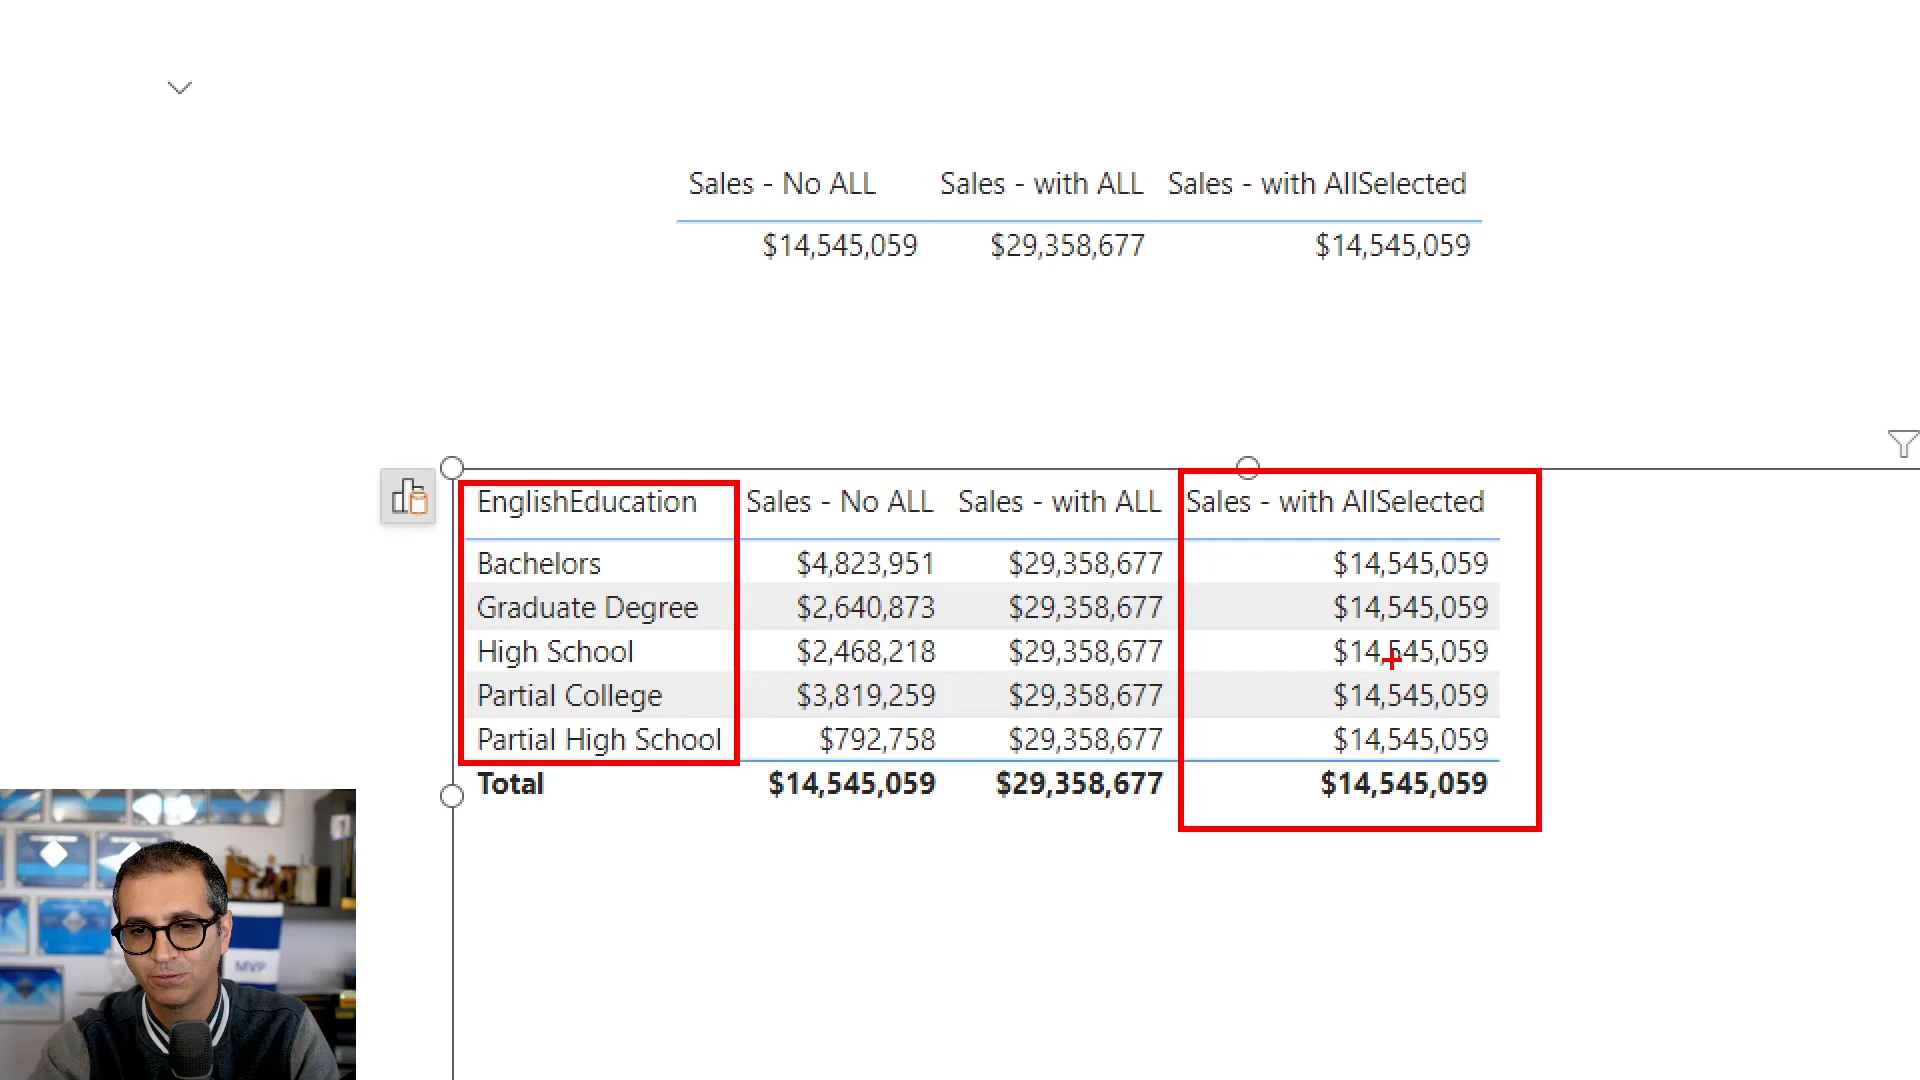 Sales - No ALL Sales - with ALL Sales - with AllSelected
$14,545,059 $29,358,677 $14,545,059
EnglishEducation Sales - No ALL Sales - with ALL Sales - with AllSelected
Bachelors $4,823,951 $29,358,677 $14,545,059
Graduate Degree $2,640,873 $29,358,677 $14,545,059
High School $2,468,218 $29,358,677 $14,545,059
Partial College $3,819,259 $29,358,677 $14,545,059
Partial High School $792,758 $29,358,677 $14,545,059
Total $14,545,059 $29,358,677 $14,545,059
MVP